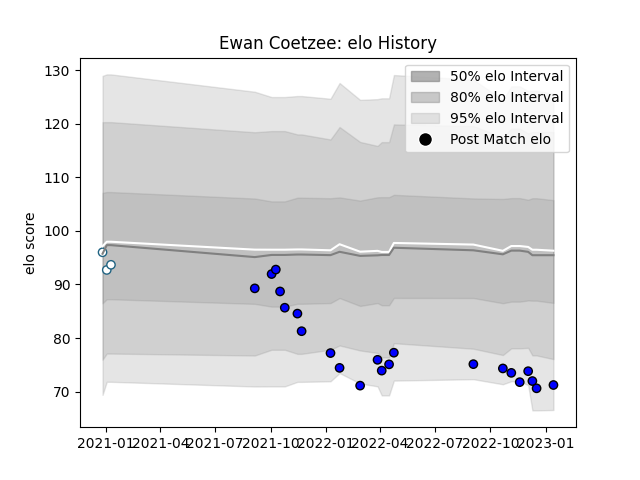 Ewan Coetzee: elo History
50% elo Interval
80% elo Interval
95% elo Interval
Post Match elo
elo score
130
120
110
100
90
80
70
2021-01 2021-04 2021-07 2021-10 2022-01 2022-04 2022-07 2022-10 2023-01